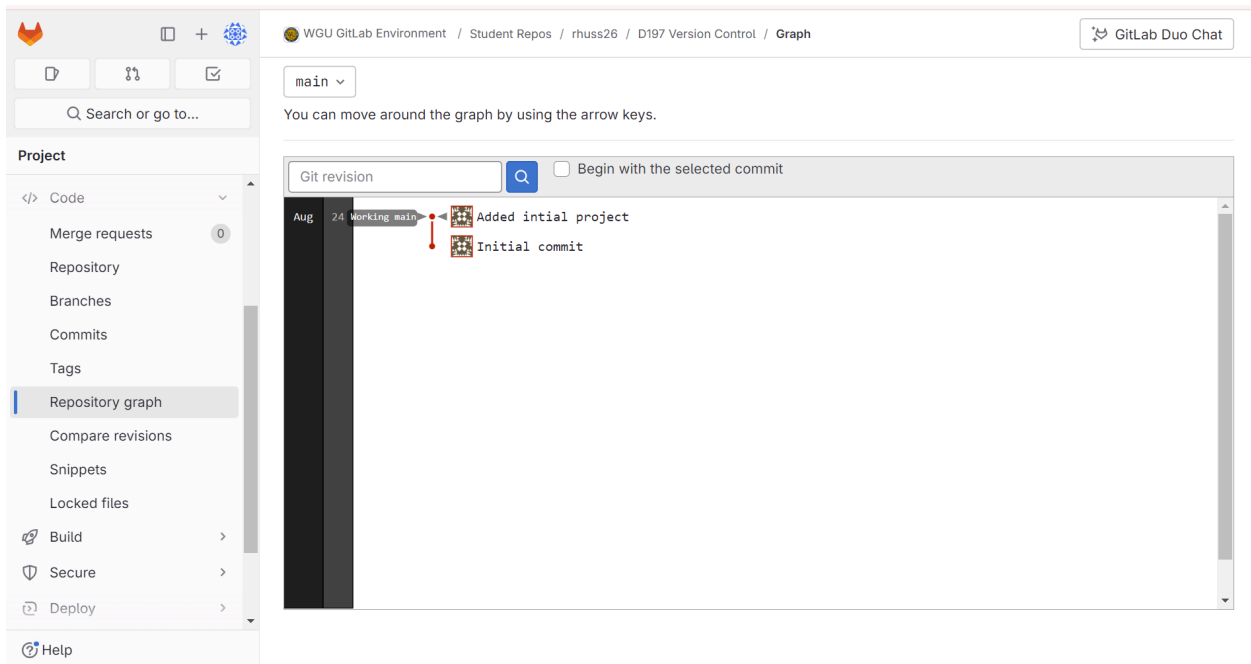 WGU GitLab Environment / Student Repos / rhuss26 / D197 Version Control / Graph
GitLab Duo Chat
Search or go to...
Project
Code
Merge requests 0
Repository
Branches
Commits
Tags
Repository graph
Compare revisions
Snippets
Locked files
Build
Secure
Deploy
Help
main
You can move around the graph by using the arrow keys.
Git revision
Begin with the selected commit
Aug 24 Working main Added intial project
Initial commit